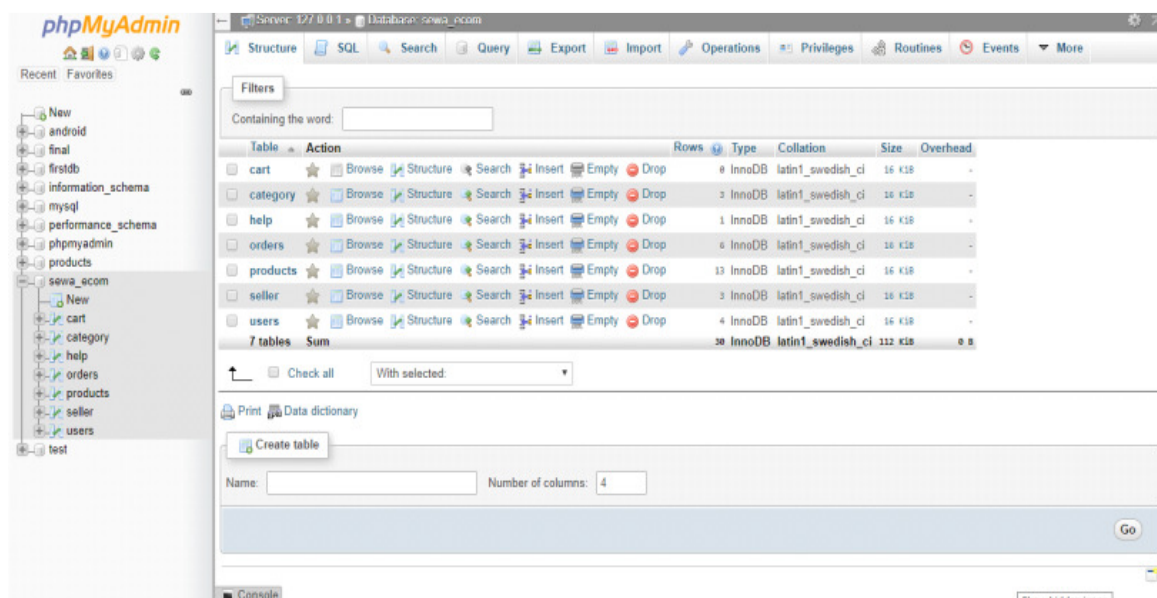 phpMyAdmin
Recent Favorites
New
android
final
firstdb
information_schema
mysql
performance_schema
phpmyadmin
products
sewa_ecom
New
cart
category
help
orders
products
seller
users
test
Server: 127.0.0.1 » Database: sewa_ecom
Structure SQL Search Query Export Import Operations Privileges Routines Events More
Filters
Containing the word:
Table Action Rows Type Collation Size Overhead
cart Browse Structure Search Insert Empty Drop 0 InnoDB latin1_swedish_ci 16 KiB -
category Browse Structure Search Insert Empty Drop 3 InnoDB latin1_swedish_ci 16 KiB -
help Browse Structure Search Insert Empty Drop 1 InnoDB latin1_swedish_ci 16 KiB -
orders Browse Structure Search Insert Empty Drop 6 InnoDB latin1_swedish_ci 16 KiB -
products Browse Structure Search Insert Empty Drop 13 InnoDB latin1_swedish_ci 16 KiB -
seller Browse Structure Search Insert Empty Drop 3 InnoDB latin1_swedish_ci 16 KiB -
users Browse Structure Search Insert Empty Drop 4 InnoDB latin1_swedish_ci 16 KiB -
7 tables Sum 30 InnoDB latin1_swedish_ci 112 KiB 0 B
Check all With selected:
Print Data dictionary
Create table
Name: Number of columns: 4
Go
Console